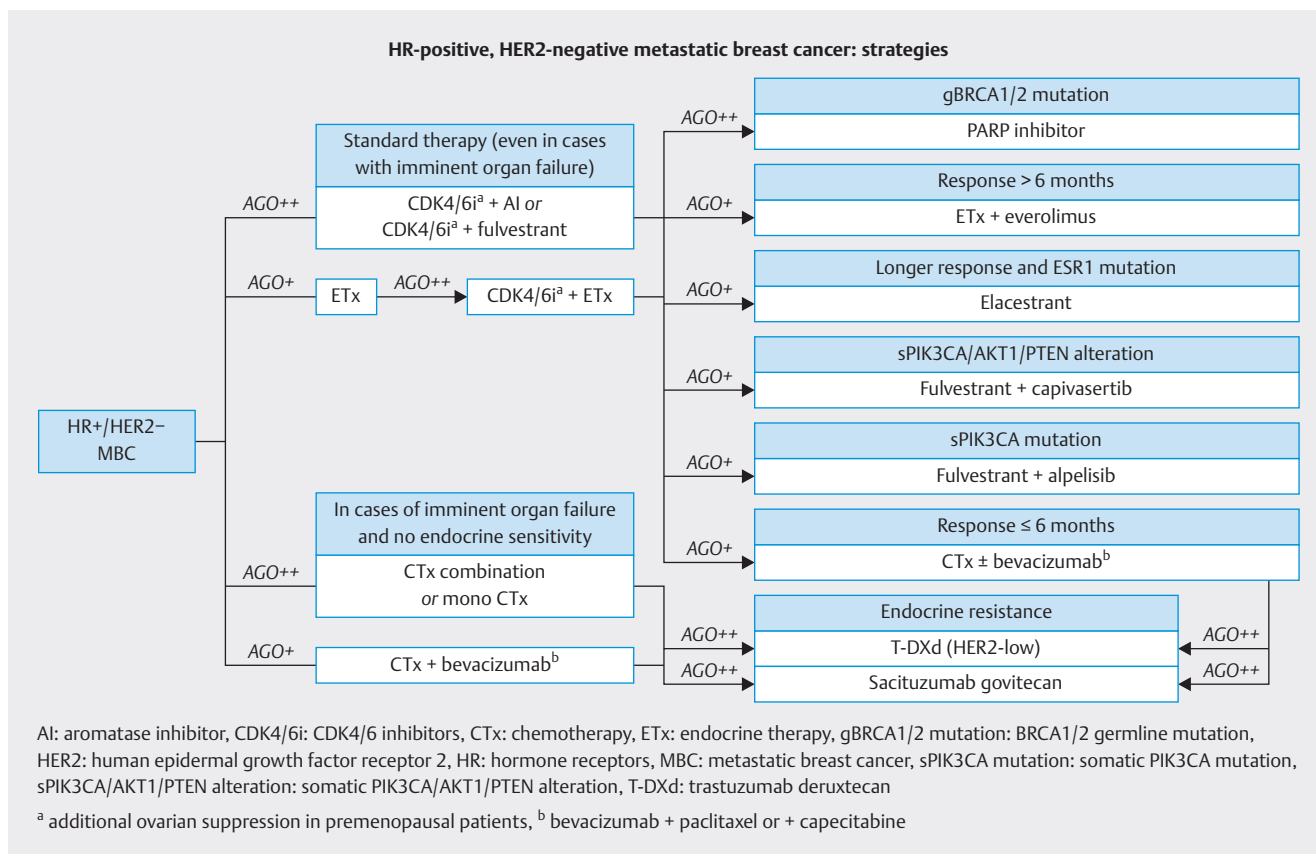 HR-positive, HER2-negative metastatic breast cancer: strategies
HR+/HER2−
MBC
AGO++
Standard therapy (even in cases
with imminent organ failure)
CDK4/6iᵃ + AI or
CDK4/6iᵃ + fulvestrant
AGO+
ETx
AGO++
CDK4/6iᵃ + ETx
AGO++
In cases of imminent organ failure
and no endocrine sensitivity
CTx combination
or mono CTx
AGO+
CTx + bevacizumabᵇ
AGO++
gBRCA1/2 mutation
PARP inhibitor
AGO+
Response > 6 months
ETx + everolimus
AGO+
Longer response and ESR1 mutation
Elacestrant
AGO+
sPIK3CA/AKT1/PTEN alteration
Fulvestrant + capivasertib
AGO+
sPIK3CA mutation
Fulvestrant + alpelisib
AGO+
Response ≤ 6 months
CTx ± bevacizumabᵇ
Endocrine resistance
AGO++
T-DXd (HER2-low)
AGO++
AGO++
Sacituzumab govitecan
AGO++
AI: aromatase inhibitor, CDK4/6i: CDK4/6 inhibitors, CTx: chemotherapy, ETx: endocrine therapy, gBRCA1/2 mutation: BRCA1/2 germline mutation,
HER2: human epidermal growth factor receptor 2, HR: hormone receptors, MBC: metastatic breast cancer, sPIK3CA mutation: somatic PIK3CA mutation,
sPIK3CA/AKT1/PTEN alteration: somatic PIK3CA/AKT1/PTEN alteration, T-DXd: trastuzumab deruxtecan
ᵃ additional ovarian suppression in premenopausal patients, ᵇ bevacizumab + paclitaxel or + capecitabine